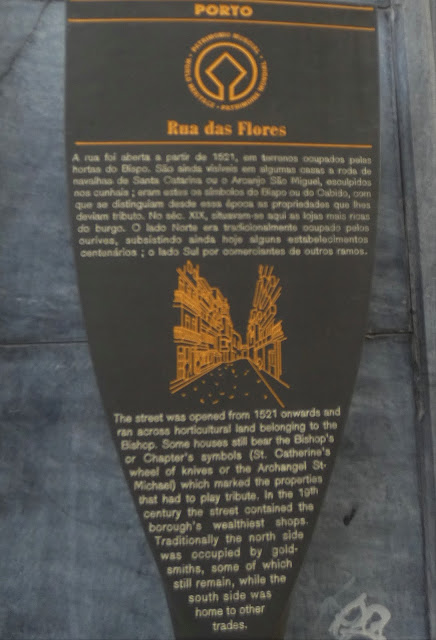 PORTO
PATRIMONIO MUNDIAL • WORLD HERITAGE • PATRIMOINE MONDIAL
Rua das Flores
A rua foi aberta a partir de 1521, em terrenos ocupados pelas
hortas do Bispo. São ainda visíveis em algumas casas a roda de
navalhas de Santa Catarina ou o Arcanjo São Miguel, esculpidos
nos cunhais ; eram estes os símbolos do Bispo ou do Cabido, com
que se distinguiam desde essa época as propriedades que lhes
deviam tributo. No séc. XIX, situavam-se aqui as lojas mais ricas
do burgo. O lado Norte era tradicionalmente ocupado pelos
ourives, subsistindo ainda hoje alguns estabelecimentos
centenários ; o lado Sul por comerciantes de outros ramos.
The street was opened from 1521 onwards and
ran across horticultural land belonging to the
Bishop. Some houses still bear the Bishop's
or Chapter's symbols (St. Catherine's
wheel of knives or the Archangel St-
Michael) which marked the properties
that had to play tribute. In the 19th
century the street contained the
borough's wealthiest shops.
Traditionally the north side
was occupied by gold-
smiths, some of which
still remain, while the
south side was
home to other
trades.